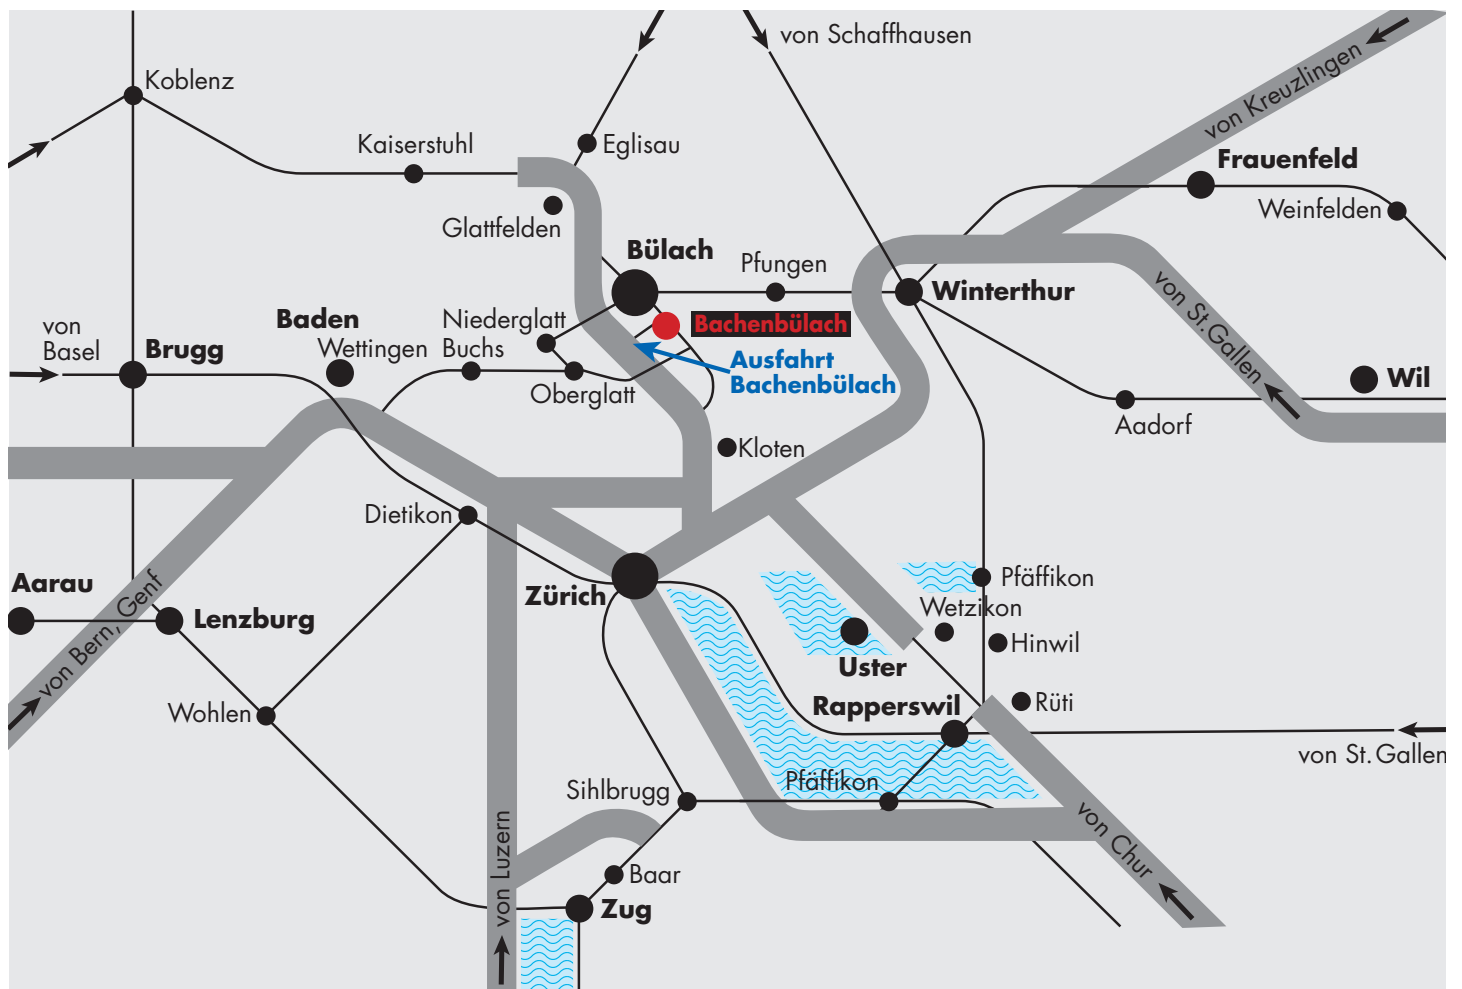 von Schaffhausen
Koblenz
von Kreuzlingen
Kaiserstuhl
Eglisau
Frauenfeld
Weinfelden
Glattfelden
Bülach
Pfungen
Winterthur
von St. Gallen
von
Basel
Brugg
Baden
Wettingen
Niederglatt
Buchs
Bachenbülach
Ausfahrt
Bachenbülach
Oberglatt
Wil
Aadorf
Kloten
Dietikon
Aarau
von Bern, Genf
Lenzburg
Zürich
Pfäffikon
Wetzikon
Hinwil
Uster
Rapperswil
Rüti
Wohlen
von St. Gallen
Sihlbrugg
Pfäffikon
von Chur
von Luzern
Baar
Zug